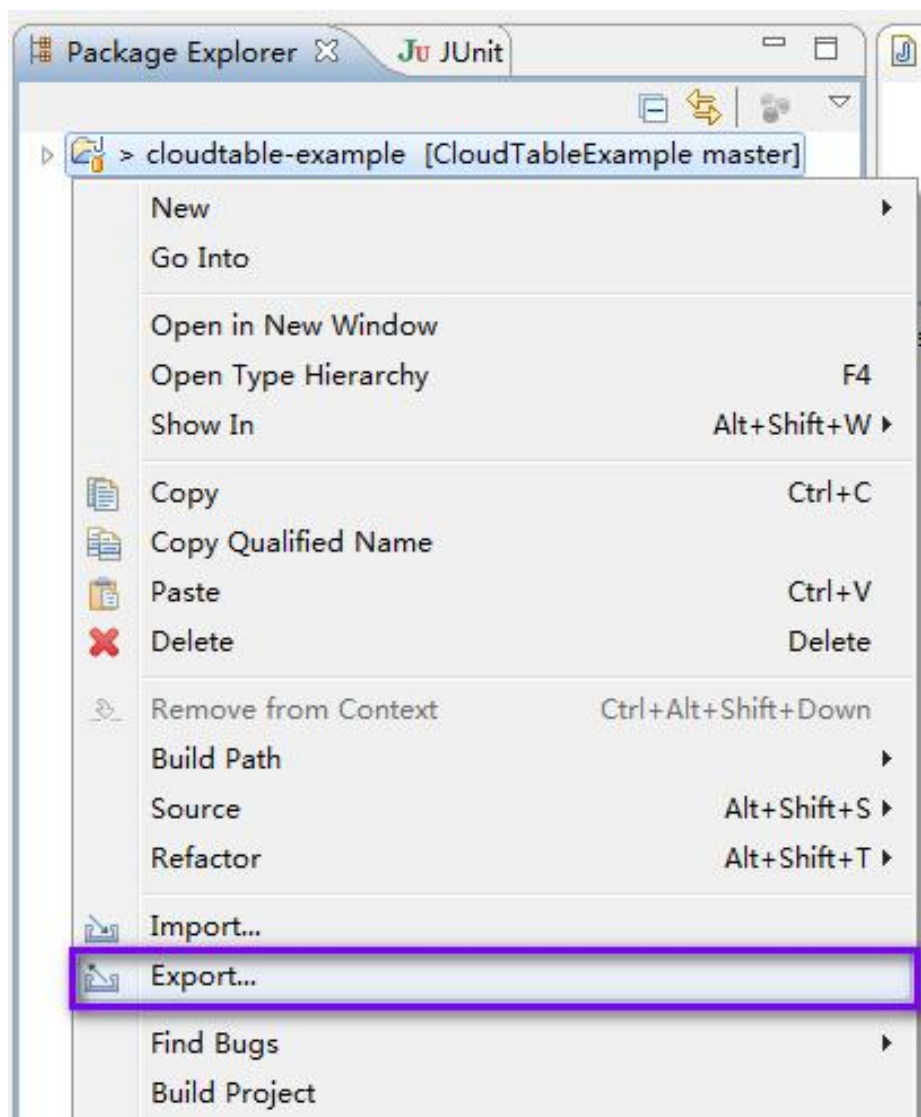 Package Explorer JUnit
> cloudtable-example [CloudTableExample master]
New
Go Into
Open in New Window
Open Type Hierarchy F4
Show In Alt+Shift+W
Copy Ctrl+C
Copy Qualified Name
Paste Ctrl+V
Delete Delete
Remove from Context Ctrl+Alt+Shift+Down
Build Path
Source Alt+Shift+S
Refactor Alt+Shift+T
Import...
Export...
Find Bugs
Build Project